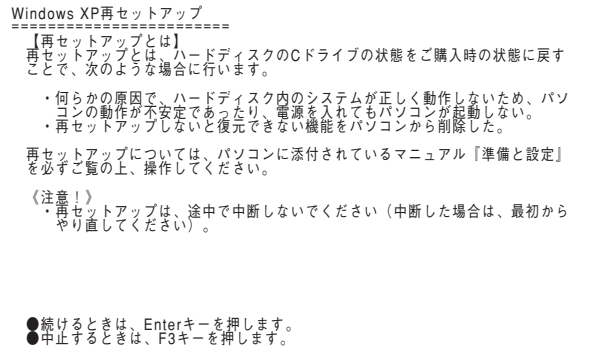 Windows XP再セットアップ
========================
【再セットアップとは】
再セットアップとは、ハードディスクのCドライブの状態をご購入時の状態に戻す
ことで、次のような場合に行います。
・何らかの原因で、ハードディスク内のシステムが正しく動作しないため、パソ
コンの動作が不安定であったり、電源を入れてもパソコンが起動しない。
・再セットアップしないと復元できない機能をパソコンから削除した。
再セットアップについては、パソコンに添付されているマニュアル『準備と設定』
を必ずご覧の上、操作してください。
《注意!》
・再セットアップは、途中で中断しないでください（中断した場合は、最初から
やり直してください）。
●続けるときは、Enterキーを押します。
●中止するときは、F3キーを押します。